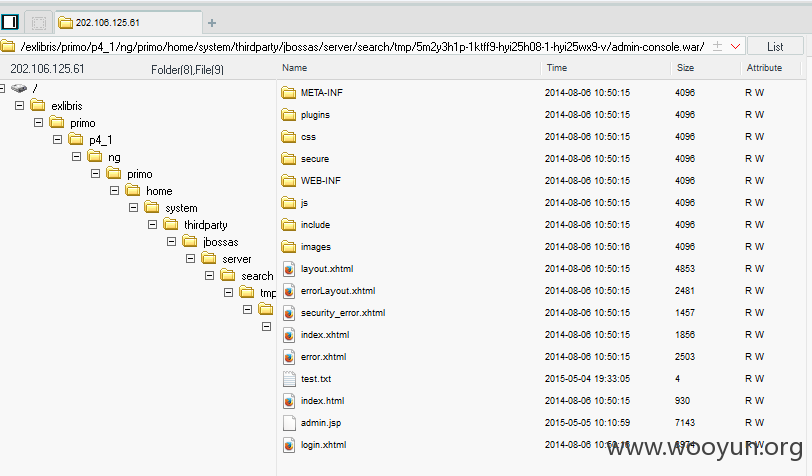 202.106.125.61
/exlibris/primo/p4_1/ng/primo/home/system/thirdparty/jbossas/server/search/tmp/5m2y3h1p-1ktff9-hyi25h08-1-hyi25wx9-v/admin-console.war/ List
202.106.125.61 Folder(8),File(9) Name Time Size Attribute
/
exlibris
primo
p4_1
ng
primo
home
system
thirdparty
jbossas
server
search
tmp
META-INF 2014-08-06 10:50:15 4096 R W
plugins 2014-08-06 10:50:15 4096 R W
css 2014-08-06 10:50:15 4096 R W
secure 2014-08-06 10:50:15 4096 R W
WEB-INF 2014-08-06 10:50:15 4096 R W
js 2014-08-06 10:50:15 4096 R W
include 2014-08-06 10:50:15 4096 R W
images 2014-08-06 10:50:16 4096 R W
layout.xhtml 2014-08-06 10:50:15 4853 R W
errorLayout.xhtml 2014-08-06 10:50:15 2481 R W
security_error.xhtml 2014-08-06 10:50:15 1457 R W
index.xhtml 2014-08-06 10:50:15 1856 R W
error.xhtml 2014-08-06 10:50:15 2503 R W
test.txt 2015-05-04 19:33:05 4 R W
index.html 2014-08-06 10:50:15 930 R W
admin.jsp 2015-05-05 10:10:59 7143 R W
login.xhtml 2014-08-06 R W
www.wooyun.org